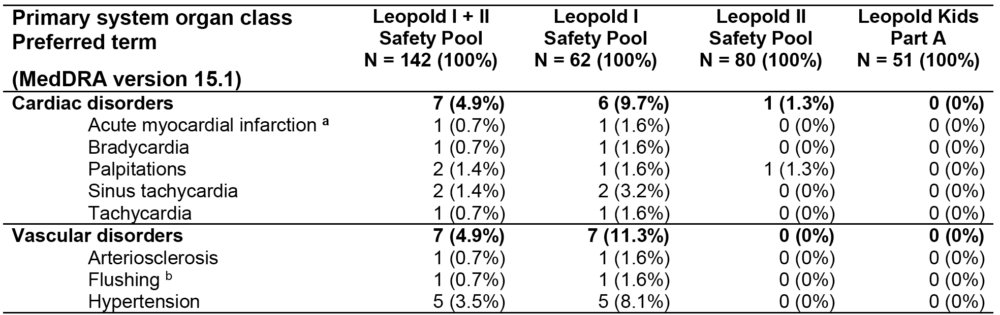 Primary system organ class Leopold I + II Leopold I Leopold II Leopold Kids
Preferred term Safety Pool Safety Pool Safety Pool Part A
N = 142 (100%) N = 62 (100%) N = 80 (100%) N = 51 (100%)
(MedDRA version 15.1)
Cardiac disorders 7 (4.9%) 6 (9.7%) 1 (1.3%) 0 (0%)
Acute myocardial infarction a 1 (0.7%) 1 (1.6%) 0 (0%) 0 (0%)
Bradycardia 1 (0.7%) 1 (1.6%) 0 (0%) 0 (0%)
Palpitations 2 (1.4%) 1 (1.6%) 1 (1.3%) 0 (0%)
Sinus tachycardia 2 (1.4%) 2 (3.2%) 0 (0%) 0 (0%)
Tachycardia 1 (0.7%) 1 (1.6%) 0 (0%) 0 (0%)
Vascular disorders 7 (4.9%) 7 (11.3%) 0 (0%) 0 (0%)
Arteriosclerosis 1 (0.7%) 1 (1.6%) 0 (0%) 0 (0%)
Flushing b 1 (0.7%) 1 (1.6%) 0 (0%) 0 (0%)
Hypertension 5 (3.5%) 5 (8.1%) 0 (0%) 0 (0%)